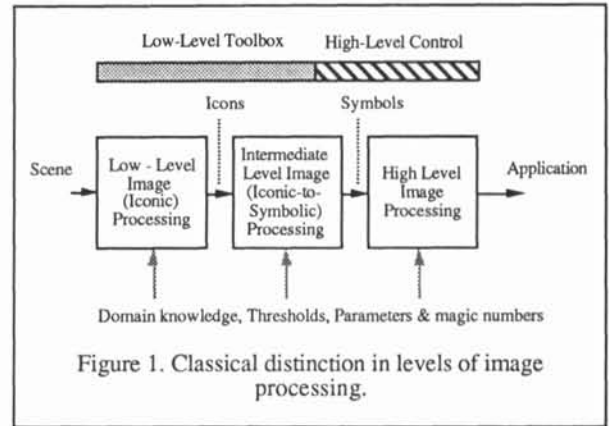 Low-Level Toolbox
High-Level Control
Icons
Symbols
Scene
Low - Level
Image
(Iconic)
Processing
Intermediate
Level Image
(Iconic-to-
Symbolic)
Processing
High Level
Image
Processing
Application
Domain knowledge, Thresholds, Parameters & magic numbers
Figure 1. Classical distinction in levels of image
processing.